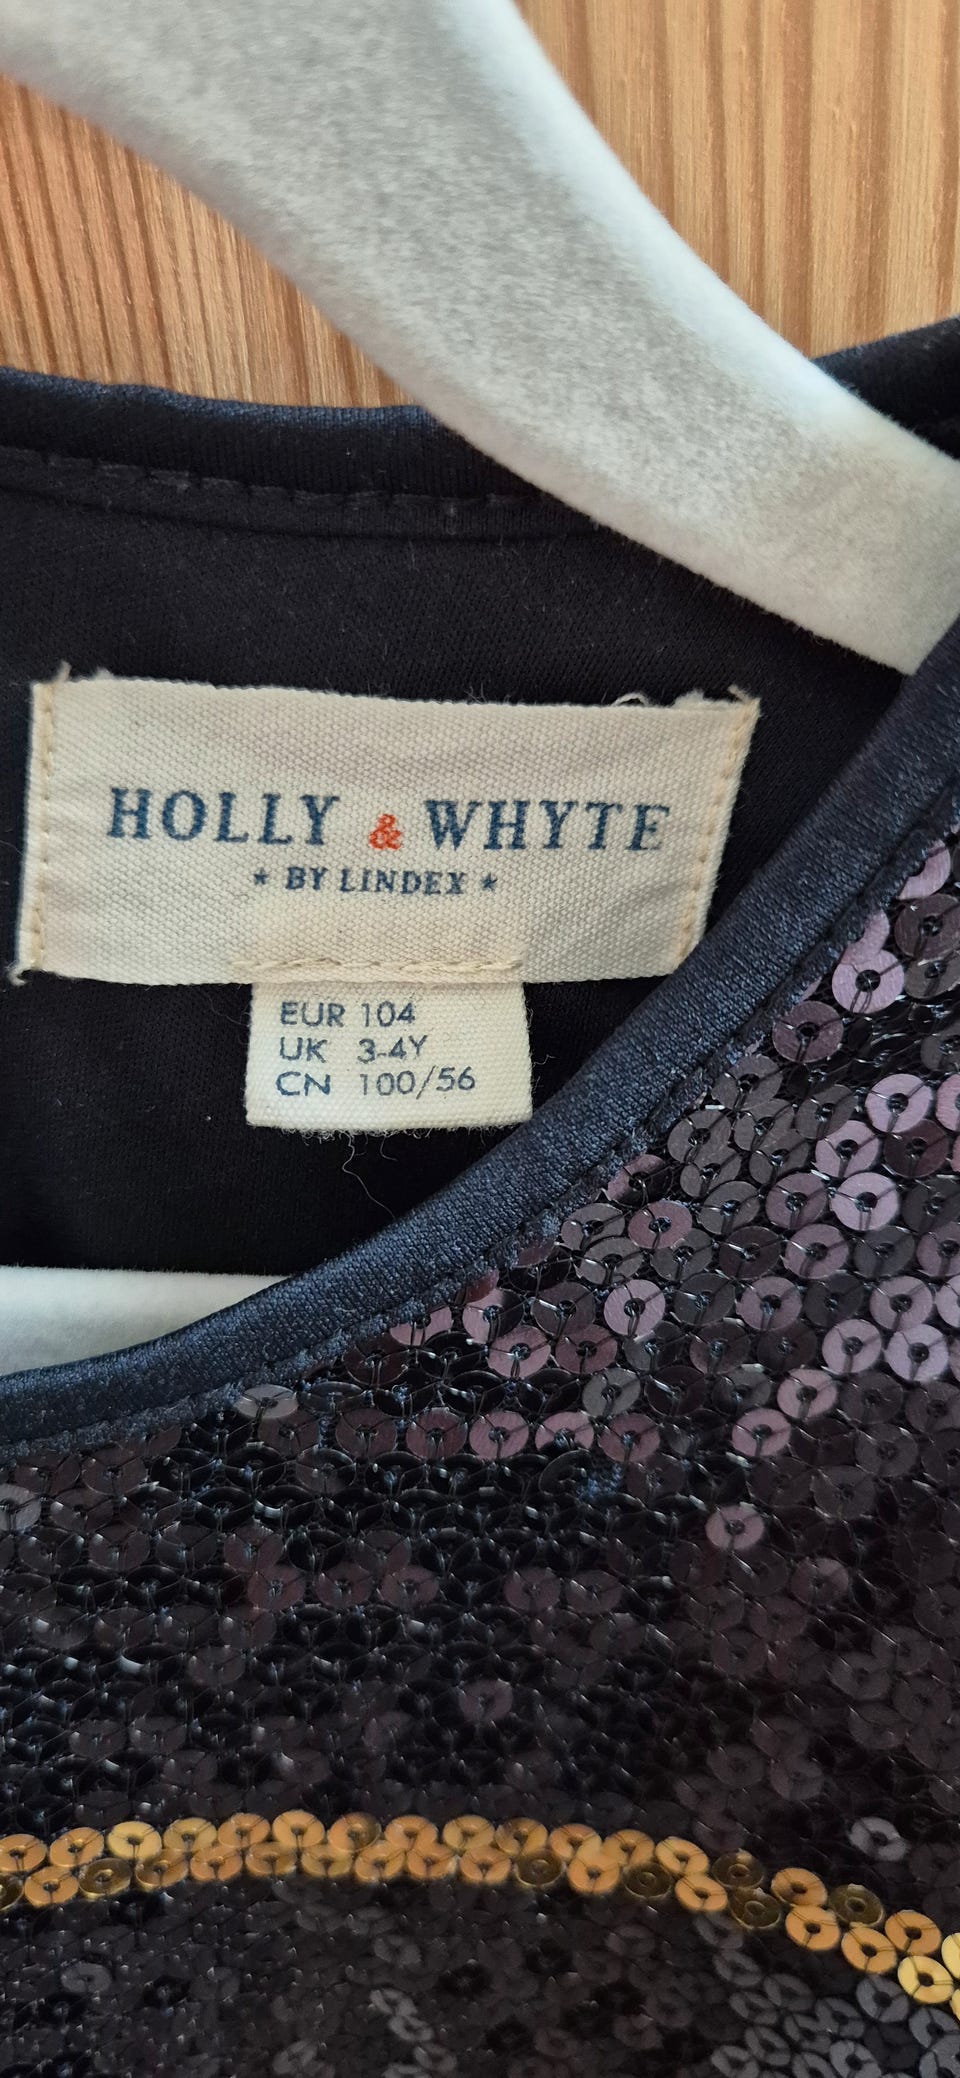 HOLLY & WHYTE
★ BY LINDEX ★
EUR 104
UK 3-4Y
CN 100/56